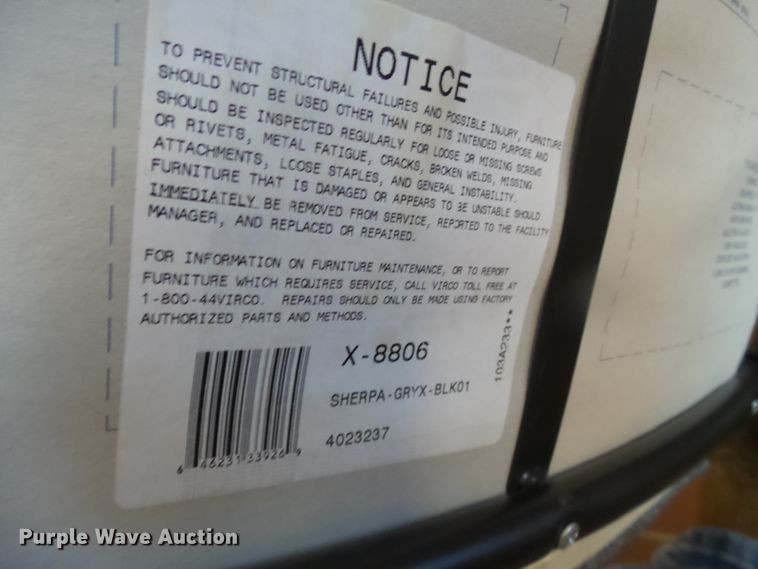 NOTICE
TO PREVENT STRUCTURAL FAILURES AND POSSIBLE INJURY, FURNITURE
SHOULD NOT BE USED OTHER THAN FOR ITS INTENDED PURPOSE AND
SHOULD BE INSPECTED REGULARLY FOR LOOSE OR MISSING SCREWS
OR RIVETS, METAL FATIGUE, CRACKS, BROKEN WELDS, MISSING
ATTACHMENTS, LOOSE STAPLES, AND GENERAL INSTABILITY.
FURNITURE THAT IS DAMAGED OR APPEARS TO BE UNSTABLE SHOULD
IMMEDIATELY BE REMOVED FROM SERVICE, REPORTED TO THE FACILITY
MANAGER, AND REPLACED OR REPAIRED.
FOR INFORMATION ON FURNITURE MAINTENANCE, OR TO REPORT
FURNITURE WHICH REQUIRES SERVICE, CALL VIRCO TOLL FREE AT
1-800-44VIRCO. REPAIRS SHOULD ONLY BE MADE USING FACTORY
AUTHORIZED PARTS AND METHODS.
X-8806
103A233**
SHERPA-GRYX-BLK01
4023237
6 46231 33926 9
Purple Wave Auction